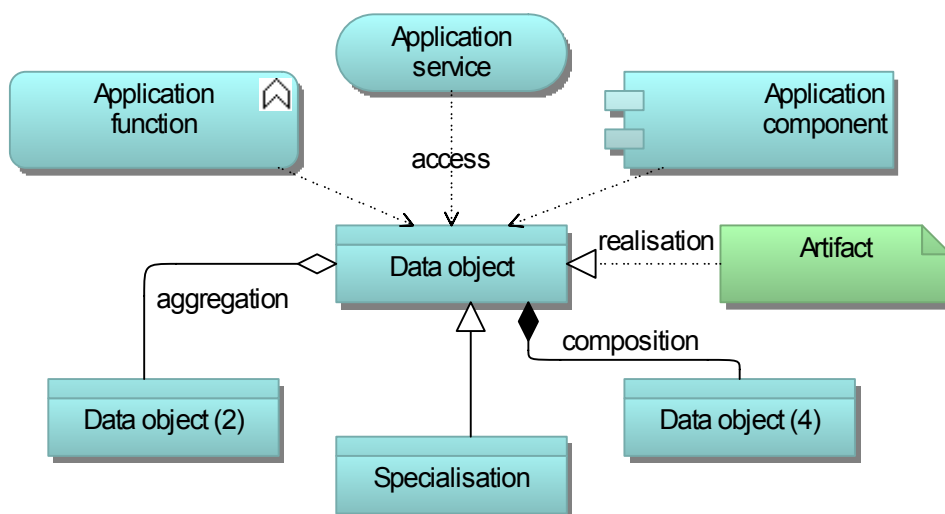 Application
service
Application
function
Application
component
access
Data object
realisation
Artifact
aggregation
composition
Data object (2)
Data object (4)
Specialisation